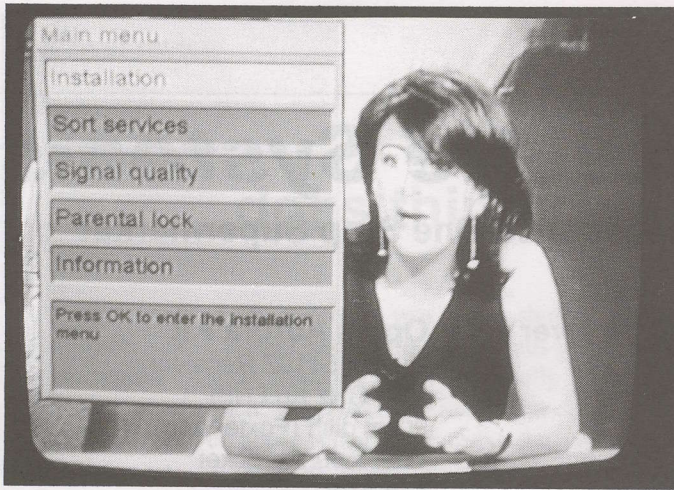 Main menu
Installation
Sort services
Signal quality
Parental lock
Information
Press OK to enter the installation
menu